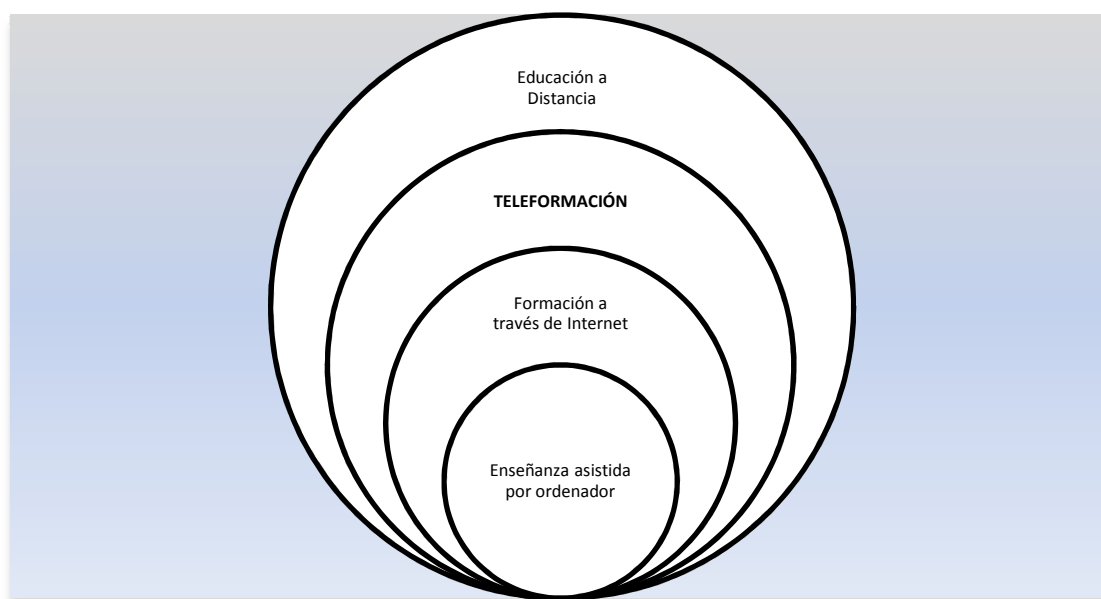 Educación a
Distancia
TELEFORMACIÓN
Formación a
través de Internet
Enseñanza asistida
por ordenador